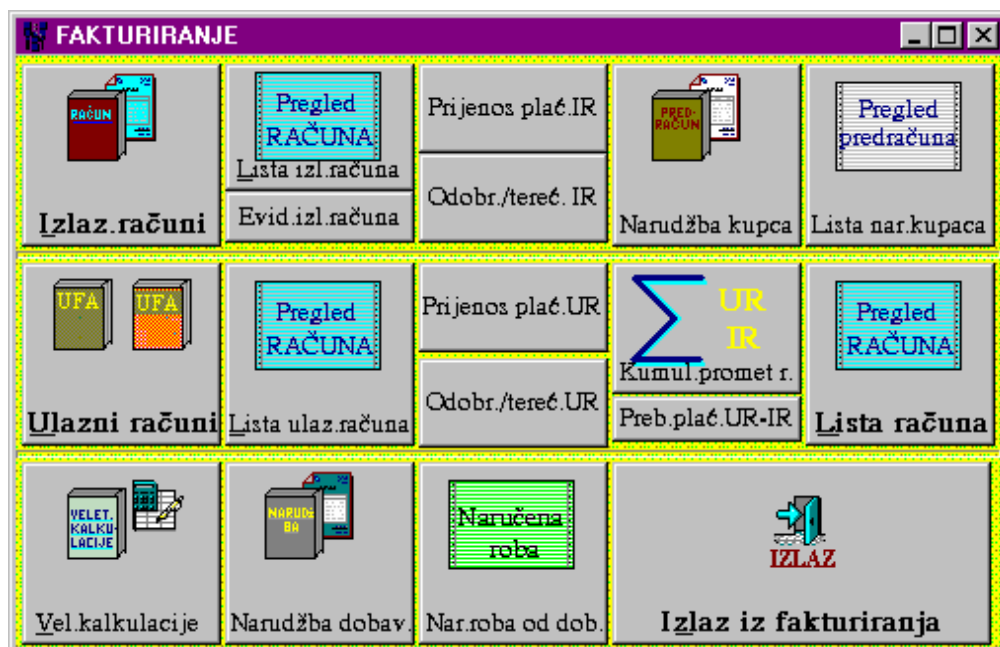 FAKTURIRANJE
RAČUN
Izlaz.računi
Pregled
RAČUNA
Lista izl.računa
Evid.izl.računa
Prijenos plać.IR
Odobr./tereć. IR
PRED-
RAČUN
Narudžba kupca
Pregled
predračuna
Lista nar.kupaca
UFA
UFA
Ulazni računi
Pregled
RAČUNA
Lista ulaz.računa
Prijenos plać.UR
Odobr./tereć.UR
UR
IR
Kumul.promet r.
Preb.plać.UR-IR
Pregled
RAČUNA
Lista računa
VELET.
KALKU-
LACIJE
Vel.kalkulacije
NARUDŽ
BA
Narudžba dobav.
Naručena
roba
Nar.roba od dob.
IZLAZ
Izlaz iz fakturiranja